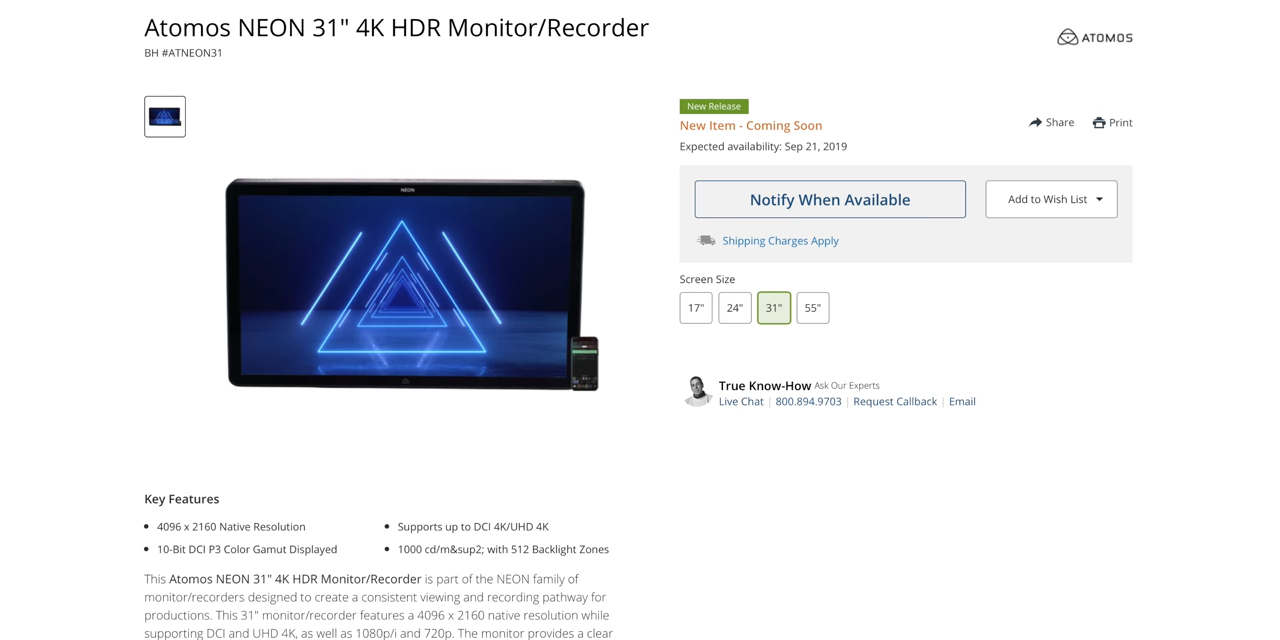 Atomos NEON 31" 4K HDR Monitor/Recorder
BH #ATNEON31
ATOMOS
NEON
New Release
New Item - Coming Soon
Share
Print
Expected availability: Sep 21, 2019
Notify When Available
Add to Wish List
Shipping Charges Apply
Screen Size
17" 24" 31" 55"
True Know-How Ask Our Experts
Live Chat | 800.894.9703 | Request Callback | Email
Key Features
4096 x 2160 Native Resolution
Supports up to DCI 4K/UHD 4K
10-Bit DCI P3 Color Gamut Displayed
1000 cd/m&sup2; with 512 Backlight Zones
This Atomos NEON 31" 4K HDR Monitor/Recorder is part of the NEON family of
monitor/recorders designed to create a consistent viewing and recording pathway for
productions. This 31" monitor/recorder features a 4096 x 2160 native resolution while
supporting DCI and UHD 4K, as well as 1080p/i and 720p. The monitor provides a clear